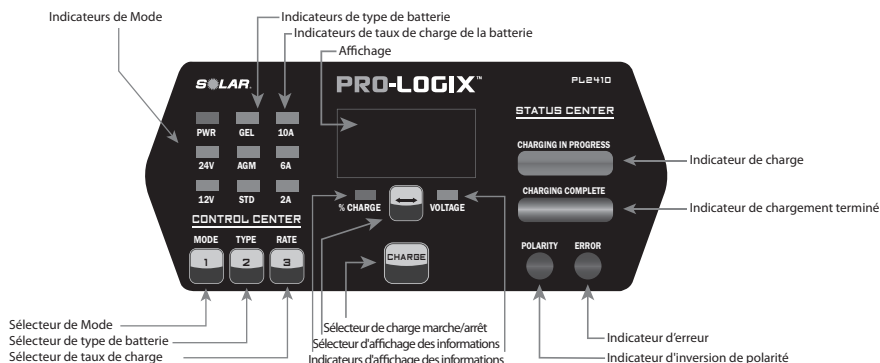 Indicateurs de Mode
Indicateurs de type de batterie
Indicateurs de taux de charge de la batterie
Affichage
SOLAR.
PRO-LOGIX™
PL2410
STATUS CENTER
PWR GEL 10A
CHARGING IN PROGRESS
Indicateur de charge
24V AGM 6A
CHARGING COMPLETE
Indicateur de chargement terminé
12V STD 2A
% CHARGE VOLTAGE
CONTROL CENTER
MODE TYPE RATE
POLARITY ERROR
1 2 3
CHARGE
Sélecteur de Mode
Sélecteur de type de batterie
Sélecteur de taux de charge
Sélecteur de charge marche/arrêt
Sélecteur d'affichage des informations
Indicateurs d'affichage des informations
Indicateur d'erreur
Indicateur d'inversion de polarité